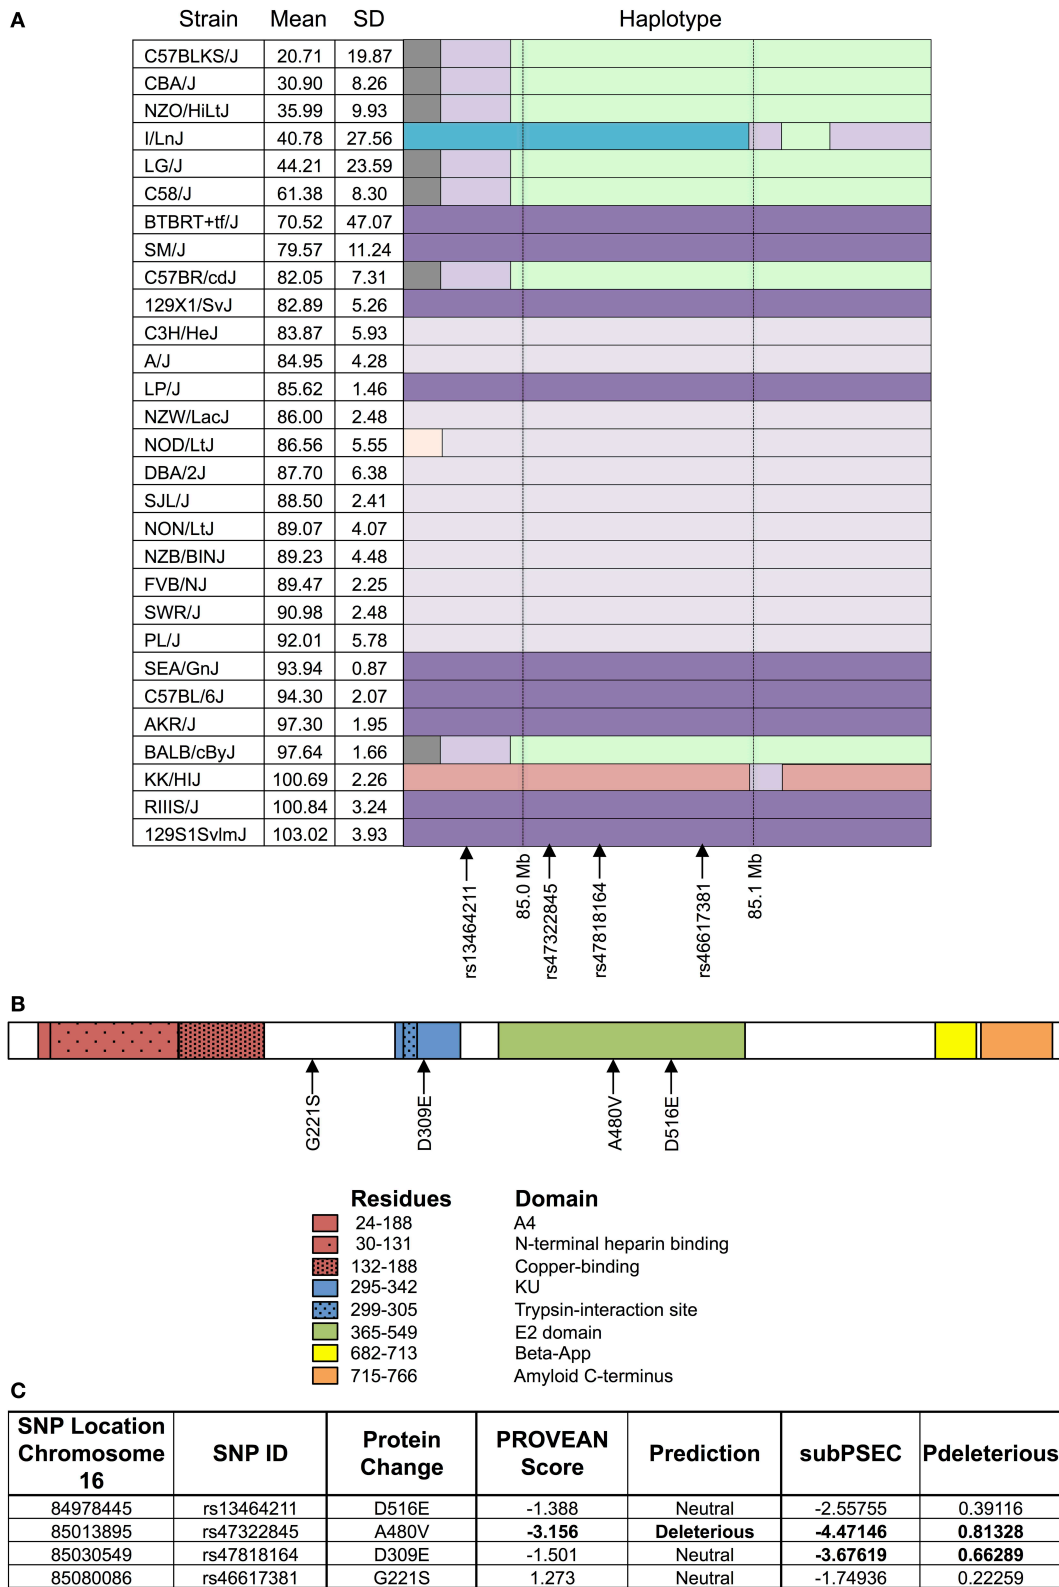 A
Strain Mean SD Haplotype
C57BLKS/J 20.71 19.87
CBA/J 30.90 8.26
NZO/HiLtJ 35.99 9.93
I/LnJ 40.78 27.56
LG/J 44.21 23.59
C58/J 61.38 8.30
BTBRT+tf/J 70.52 47.07
SM/J 79.57 11.24
C57BR/cdJ 82.05 7.31
129X1/SvJ 82.89 5.26
C3H/HeJ 83.87 5.93
A/J 84.95 4.28
LP/J 85.62 1.46
NZW/LacJ 86.00 2.48
NOD/LtJ 86.56 5.55
DBA/2J 87.70 6.38
SJL/J 88.50 2.41
NON/LtJ 89.07 4.07
NZB/BINJ 89.23 4.48
FVB/NJ 89.47 2.25
SWR/J 90.98 2.48
PL/J 92.01 5.78
SEA/GnJ 93.94 0.87
C57BL/6J 94.30 2.07
AKR/J 97.30 1.95
BALB/cByJ 97.64 1.66
KK/HIJ 100.69 2.26
RIIIS/J 100.84 3.24
129S1SvlmJ 103.02 3.93
rs13464211
85.0 Mb
rs47322845
rs47818164
rs46617381
85.1 Mb
B
G221S
D309E
A480V
D516E
Residues Domain
24-188 A4
30-131 N-terminal heparin binding
132-188 Copper-binding
295-342 KU
299-305 Trypsin-interaction site
365-549 E2 domain
682-713 Beta-App
715-766 Amyloid C-terminus
C
SNP Location Chromosome 16 SNP ID Protein Change PROVEAN Score Prediction subPSEC Pdeleterious
84978445 rs13464211 D516E -1.388 Neutral -2.55755 0.39116
85013895 rs47322845 A480V -3.156 Deleterious -4.47146 0.81328
85030549 rs47818164 D309E -1.501 Neutral -3.67619 0.66289
85080086 rs46617381 G221S 1.273 Neutral -1.74936 0.22259